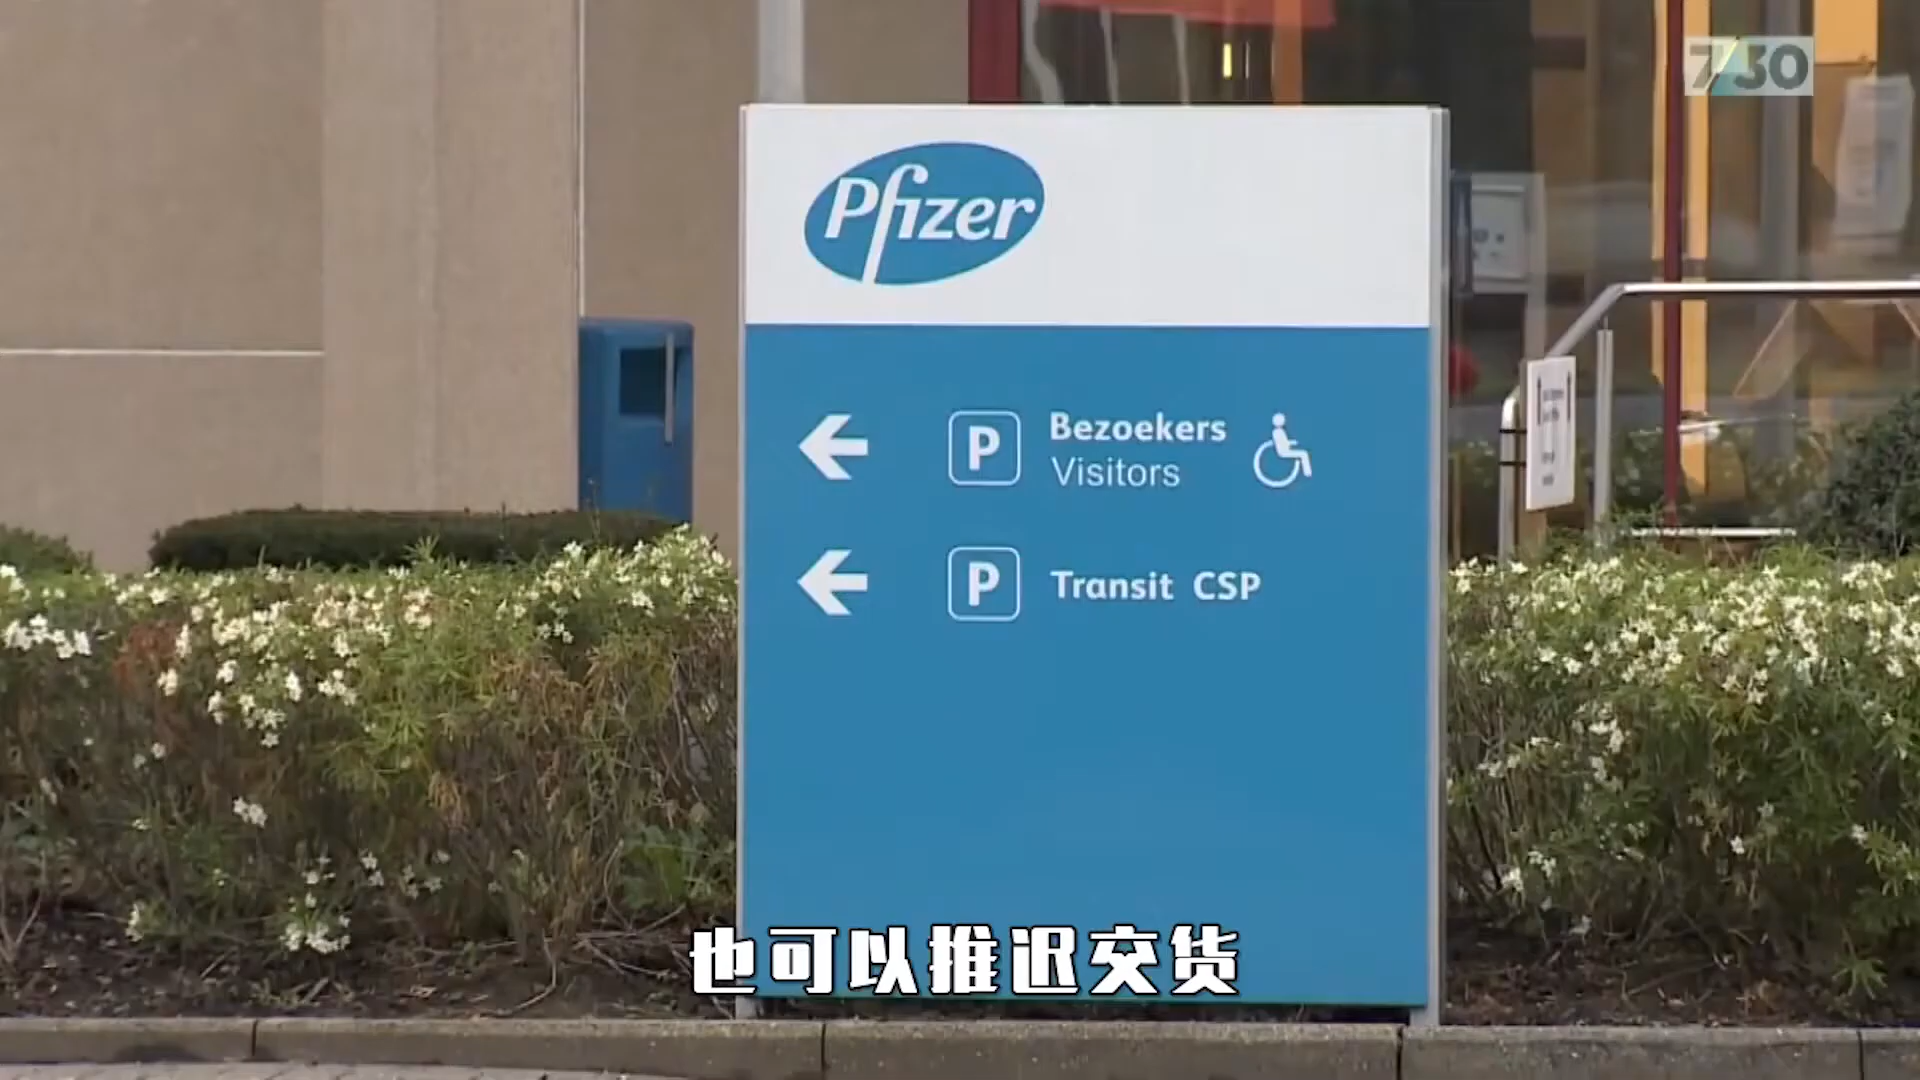 7.30
Pfizer
P Bezoekers
Visitors
P Transit CSP
也可以推迟交货